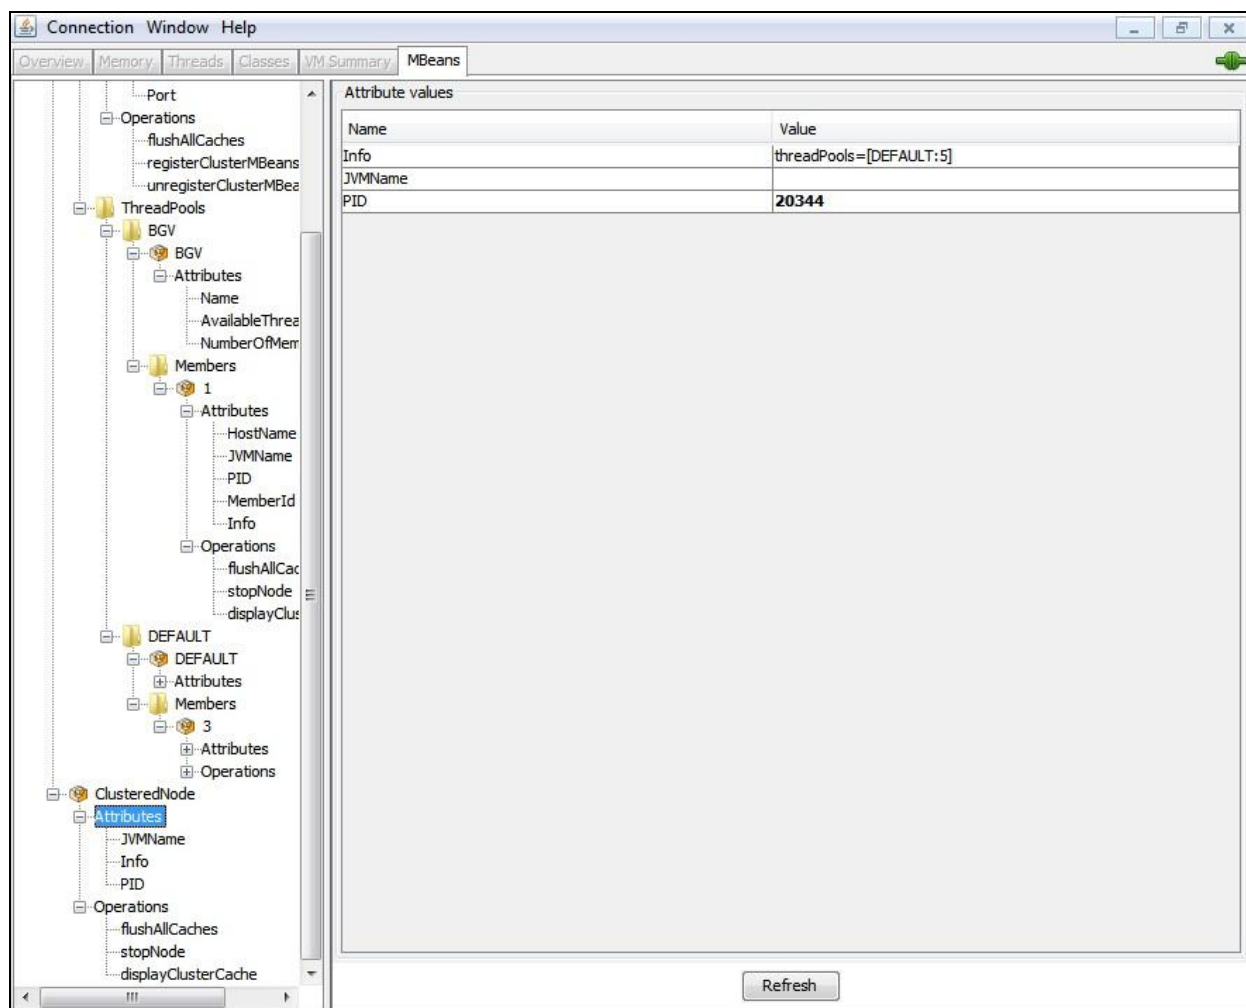 Connection Window Help
Overview Memory Threads Classes VM Summary MBeans
Port
Operations
flushAllCaches
registerClusterMBeans
unregisterClusterMBea
ThreadPools
BGV
BGV
Attributes
Name
AvailableThrea
NumberOfMem
Members
1
Attributes
HostName
JVMName
PID
MemberId
Info
Operations
flushAllCac
stopNode
displayClus
DEFAULT
DEFAULT
Attributes
Members
3
Attributes
Operations
ClusteredNode
Attributes
JVMName
Info
PID
Operations
flushAllCaches
stopNode
displayClusterCache
Attribute values
Name Value
Info threadPools=[DEFAULT:5]
JVMName
PID 20344
Refresh